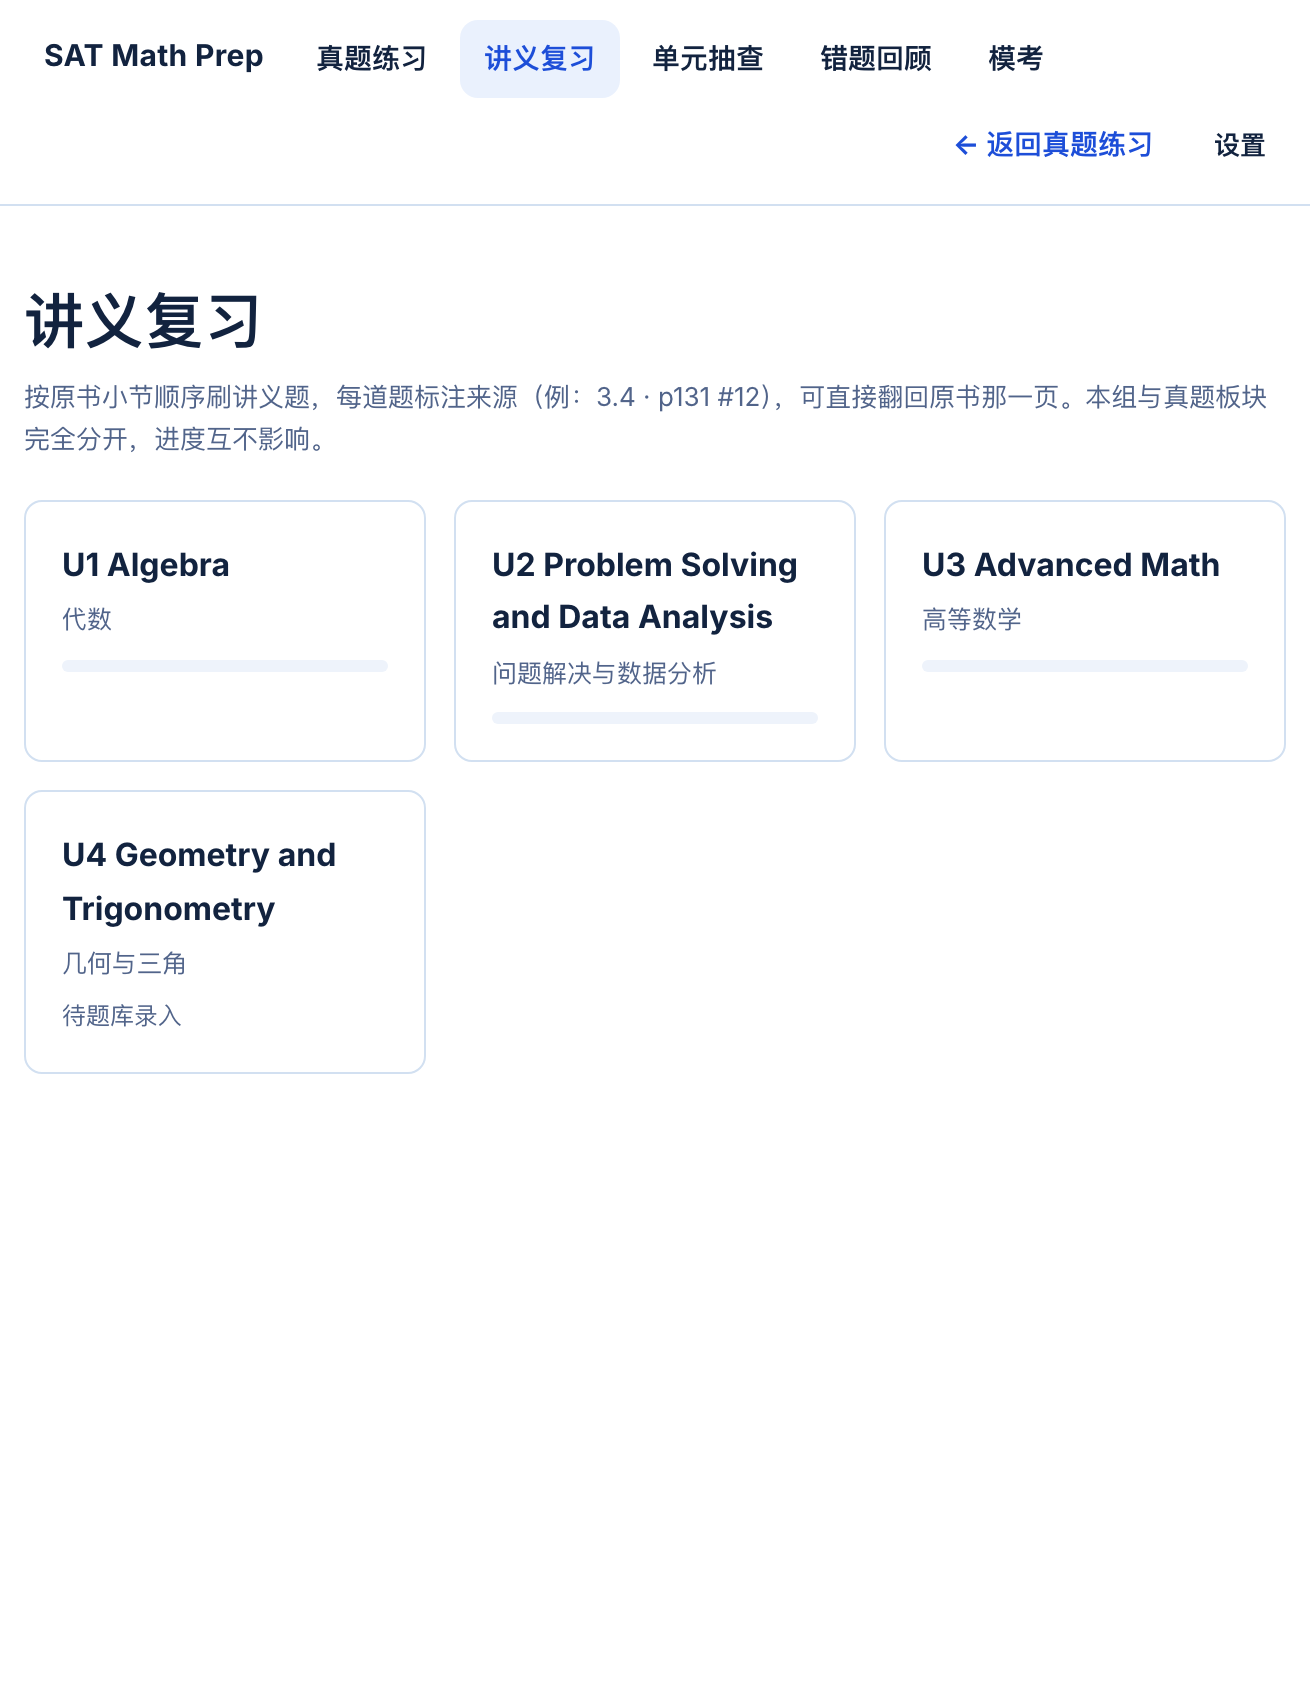 SAT Math Prep 真题练习 讲义复习 单元抽查 错题回顾 模考
← 返回真题练习 设置
讲义复习
按原书小节顺序刷讲义题，每道题标注来源（例：3.4 · p131 #12），可直接翻回原书那一页。本组与真题板块
完全分开，进度互不影响。
U1 Algebra
代数
U2 Problem Solving
and Data Analysis
问题解决与数据分析
U3 Advanced Math
高等数学
U4 Geometry and
Trigonometry
几何与三角
待题库录入